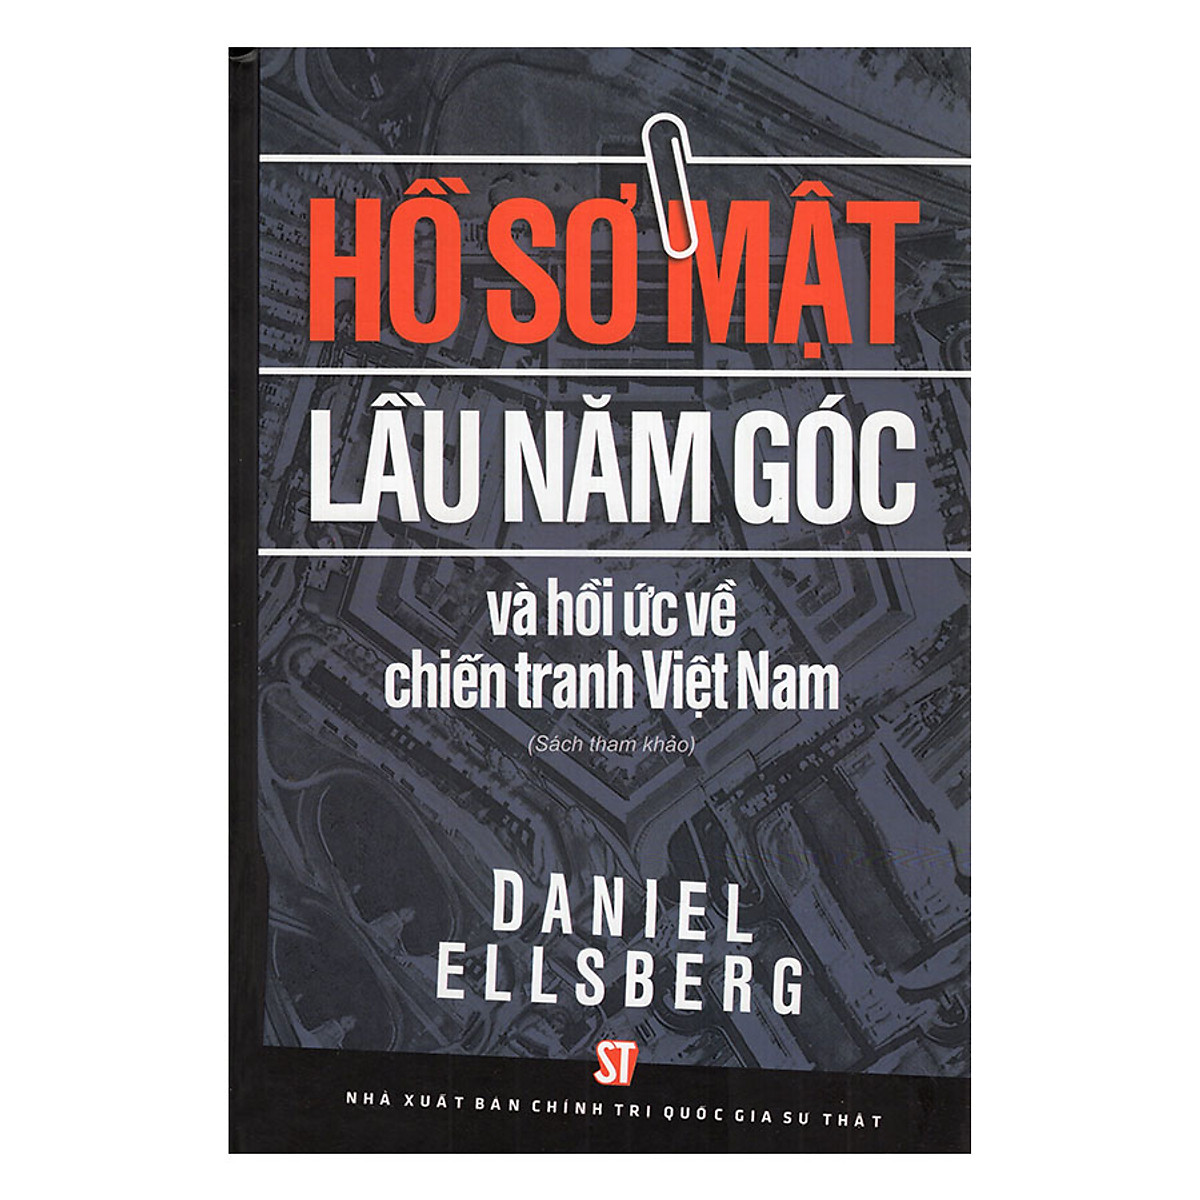 HỒ SƠ MẬT
LẦU NĂM GÓC
và hồi ức về
chiến tranh Việt Nam
(Sách tham khảo)
DANIEL
ELLSBERG
ST
NHÀ XUẤT BẢN CHÍNH TRỊ QUỐC GIA SỰ THẬT